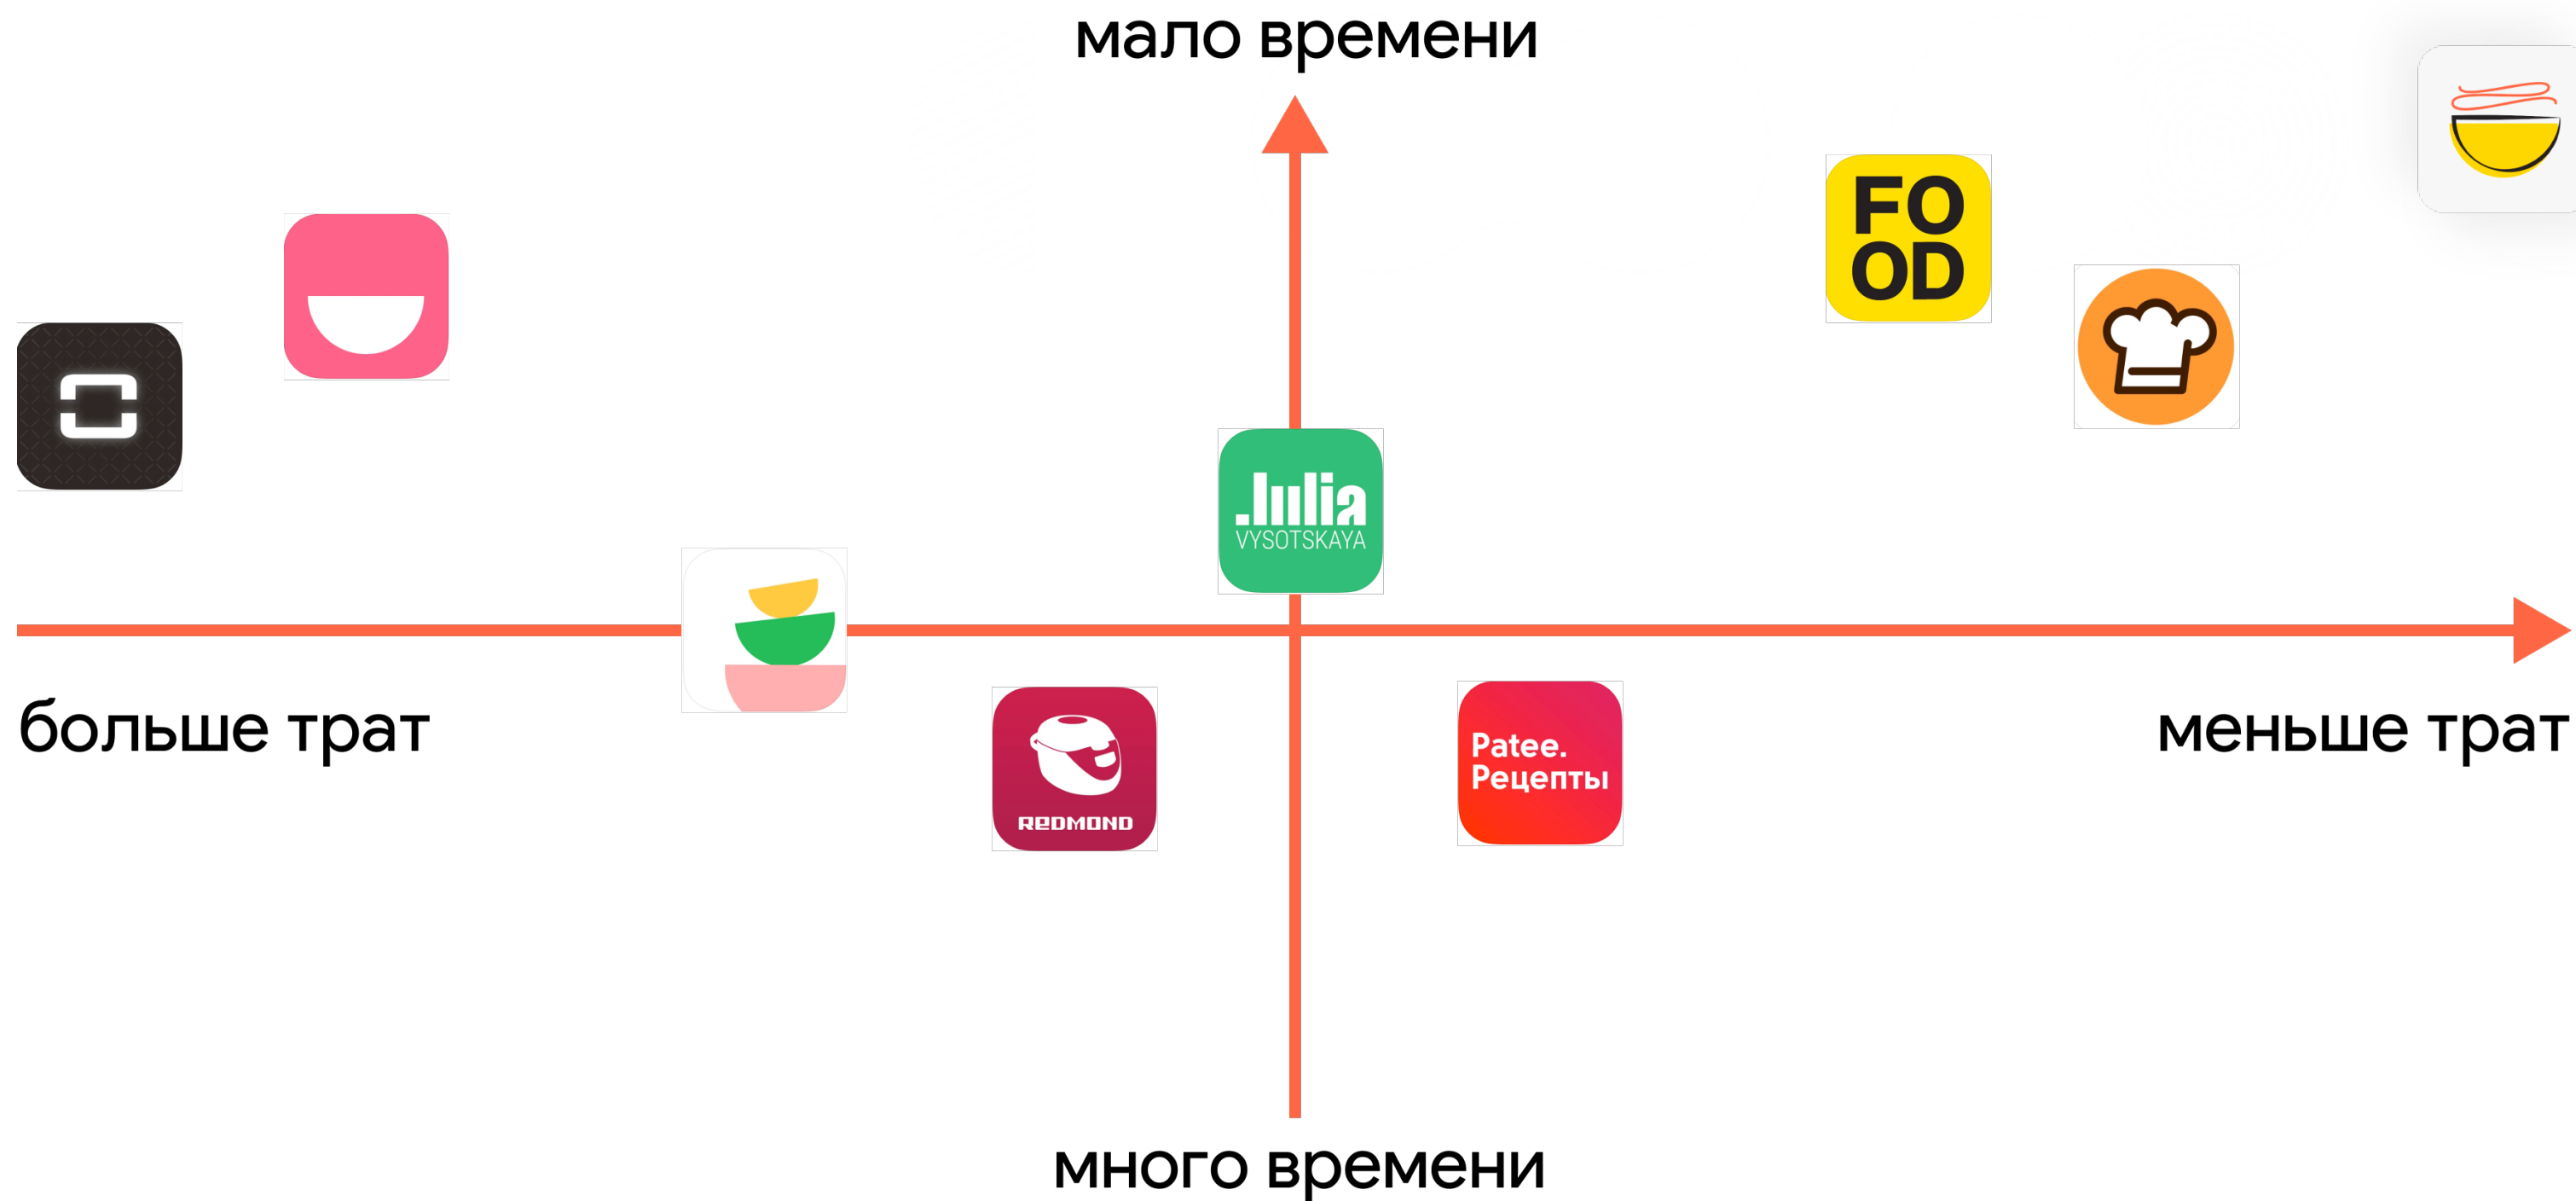 мало времени
FO
OD
Julia
VYSOTSKAYA
больше трат
меньше трат
REDMOND
Patee.
Рецепты
много времени